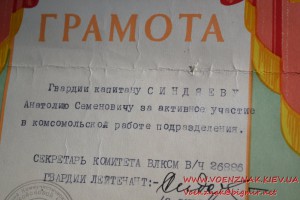 ГРАМОТА
Гвардии капитану СИНДЯЕВУ
Анатолию Семеновичу за активное участие
в комсомольской работе подразделения.
СЕКРЕТАРЬ КОМИТЕТА ВЛКСМ В/Ч 26896
ГВАРДИИ ЛЕЙТЕНАНТ:-
WWW.VOENZNAK.KIEV.UA